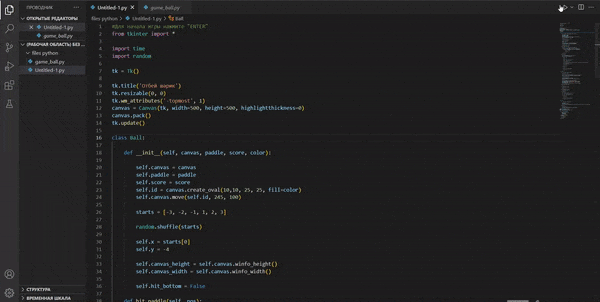 ПРОВОДНИК
ОТКРЫТЫЕ РЕДАКТОРЫ
Untitled-1.py
game_ball.py
(РАБОЧАЯ ОБЛАСТЬ) БЕЗ ...
files python
game_ball.py
Untitled-1.py
СТРУКТУРА
ВРЕМЕННАЯ ШКАЛА
Untitled-1.py
game_ball.py
files python > Untitled-1.py > Ball
1 #Для начала игры нажмите "ENTER"
2 from tkinter import *
3
4 import time
5 import random
6
7 tk = Tk()
8
9 tk.title('Отбей шарик')
10 tk.resizable(0, 0)
11 tk.wm_attributes('-topmost', 1)
12 canvas = Canvas(tk, width=500, height=500, highlightthickness=0)
13 canvas.pack()
14 tk.update()
15
16 class Ball:
17
18 def __init__(self, canvas, paddle, score, color):
19
20 self.canvas = canvas
21 self.paddle = paddle
22 self.score = score
23 self.id = canvas.create_oval(10,10, 25, 25, fill=color)
24 self.canvas.move(self.id, 245, 100)
25
26 starts = [-3, -2, -1, 1, 2, 3]
27
28 random.shuffle(starts)
29
30 self.x = starts[0]
31 self.y = -4
32
33 self.canvas_height = self.canvas.winfo_height()
34 self.canvas_width = self.canvas.winfo_width()
35
36 self.hit_bottom = False
37
38 def hit_paddle(self, pos):